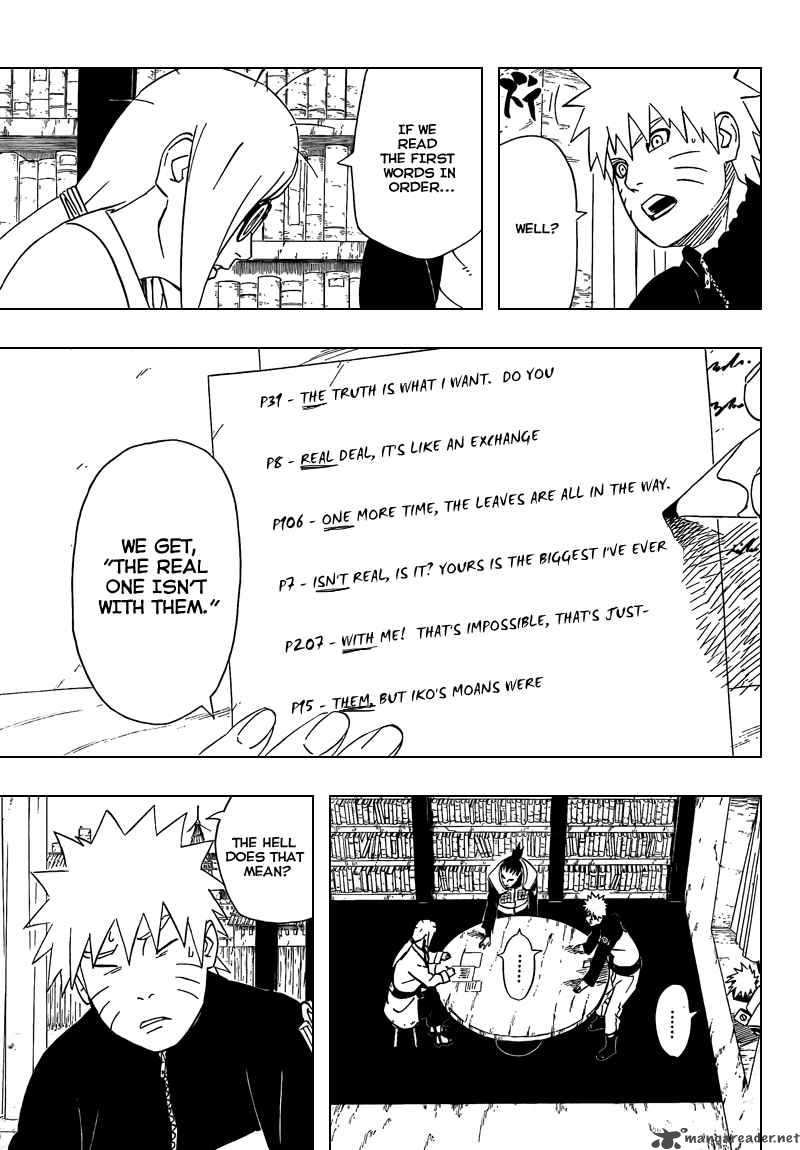 WELL?
IF WE
READ
THE FIRST
WORDS IN
ORDER...
P31 - THE TRUTH IS WHAT I WANT. DO YOU
P8 - REAL DEAL, IT'S LIKE AN EXCHANGE
P106 - ONE MORE TIME, THE LEAVES ARE ALL IN THE WAY.
P7 - ISN'T REAL, IS IT? YOURS IS THE BIGGEST I'VE EVER
P207 - WITH ME! THAT'S IMPOSSIBLE, THAT'S JUST-
P15 - THEM, BUT IKO'S MOANS WERE
WE GET,
"THE REAL
ONE ISN'T
WITH THEM."
......
......
THE HELL
DOES THAT
MEAN?
mangareader.net